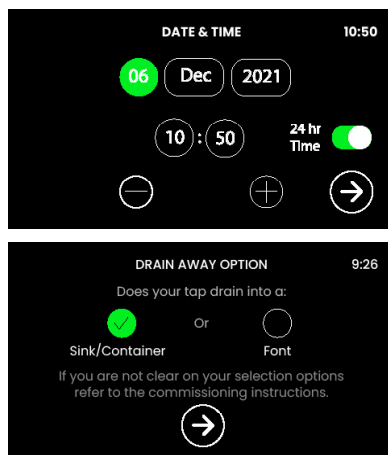 DATE & TIME 10:50
06 Dec 2021
10 : 50 24 hr
Time
DRAIN AWAY OPTION 9:26
Does your tap drain into a:
Or
Sink/Container Font
If you are not clear on your selection options
refer to the commissioning instructions.